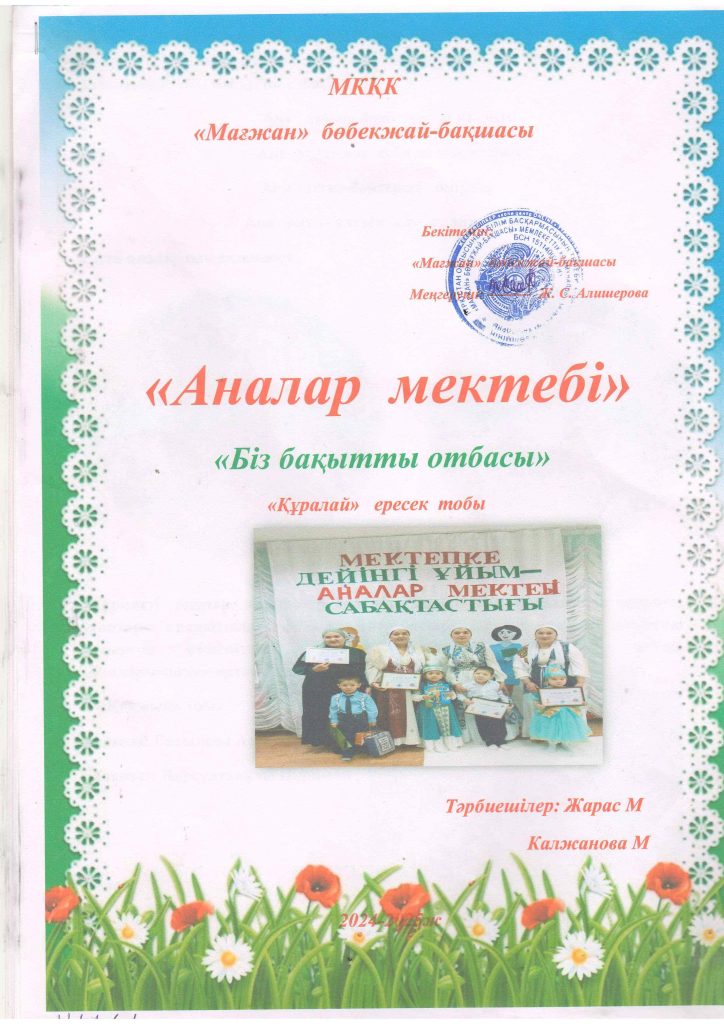 МКҚК
«Мағжан» бөбекжай-бақшасы
Бекітемін:
«Мағжан» бөбекжай-бақшасы
Меңгерушi Ж. С. Алишерова
«Аналар мектебі»
«Біз бақытты отбасы»
«Құралай» ересек тобы
МЕКТЕПКЕ
ДЕЙІНГІ ҰЙЫМ–
АНАЛАР МЕКТЕБІ
САБАҚТАСТЫҒЫ
Тәрбиешілер: Жарас М
Калжанова М